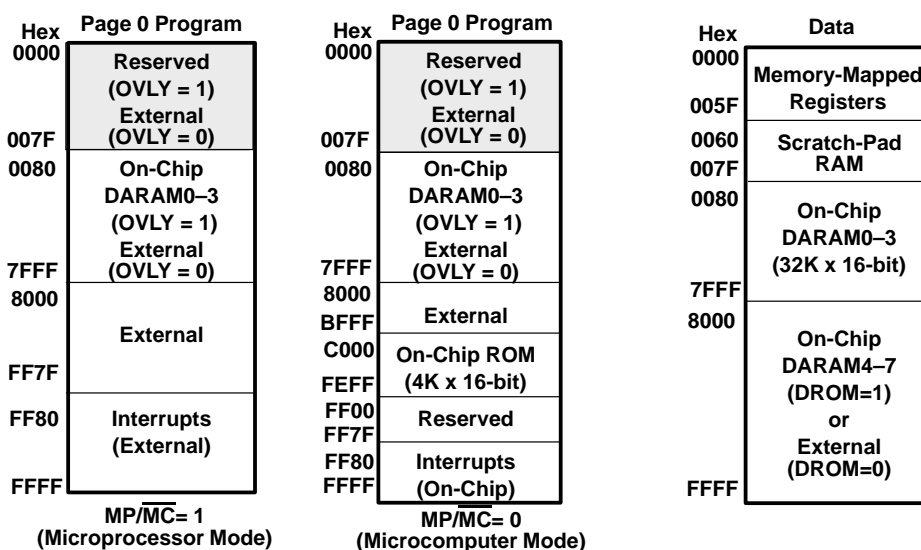 Hex
Page 0 Program
0000
Reserved
(OVLY = 1)
External
(OVLY = 0)
007F
0080
On-Chip
DARAM0–3
(OVLY = 1)
External
(OVLY = 0)
7FFF
8000
External
FF7F
FF80
Interrupts
(External)
FFFF
MP/MC= 1
(Microprocessor Mode)
Hex
Page 0 Program
0000
Reserved
(OVLY = 1)
External
(OVLY = 0)
007F
0080
On-Chip
DARAM0–3
(OVLY = 1)
External
(OVLY = 0)
7FFF
8000
External
BFFF
C000
On-Chip ROM
(4K x 16-bit)
FEFF
FF00
Reserved
FF7F
FF80
Interrupts
(On-Chip)
FFFF
MP/MC= 0
(Microcomputer Mode)
Hex
Data
0000
Memory-Mapped
Registers
005F
0060
Scratch-Pad
RAM
007F
0080
On-Chip
DARAM0–3
(32K x 16-bit)
7FFF
8000
On-Chip
DARAM4–7
(DROM=1)
or
External
(DROM=0)
FFFF